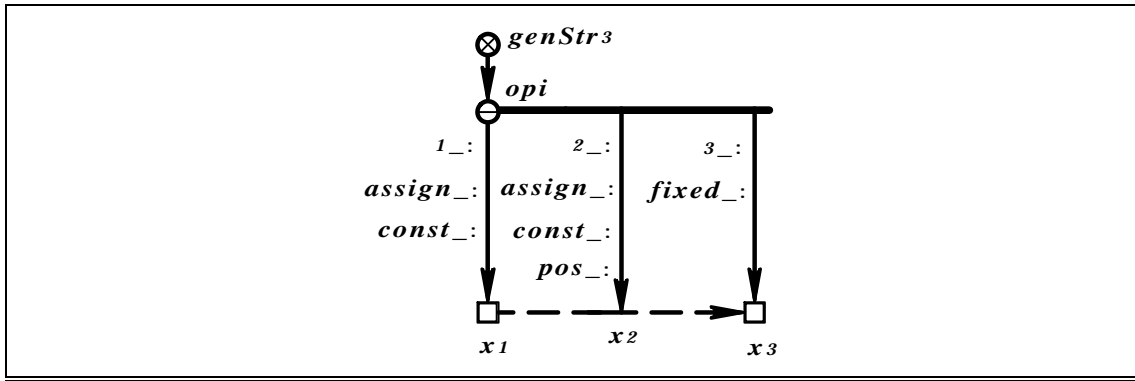 genStr3
opi
1_: 2_: 3_:
assign_: assign_: fixed_:
const_: const_:
pos_:
x1 x2 x3